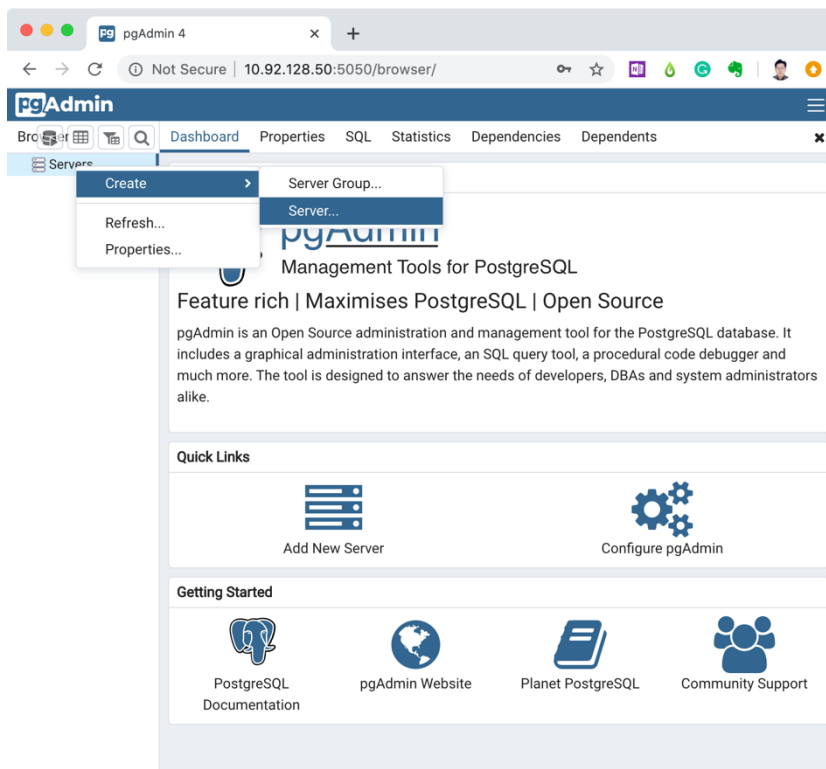 pgAdmin 4
Not Secure | 10.92.128.50:5050/browser/
pgAdmin
Browser
Dashboard Properties SQL Statistics Dependencies Dependents
Servers
Create
Server Group...
Server...
Refresh...
Properties...
pgAdmin
Management Tools for PostgreSQL
Feature rich | Maximises PostgreSQL | Open Source
pgAdmin is an Open Source administration and management tool for the PostgreSQL database. It
includes a graphical administration interface, an SQL query tool, a procedural code debugger and
much more. The tool is designed to answer the needs of developers, DBAs and system administrators
alike.
Quick Links
Add New Server
Configure pgAdmin
Getting Started
PostgreSQL
Documentation
pgAdmin Website
Planet PostgreSQL
Community Support